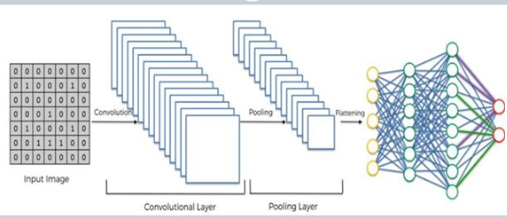 0 0 0 0 0 0 0
0 1 0 0 0 1 0
0 0 0 0 0 0 0
0 0 0 1 0 0 0
0 1 0 0 0 1 0
0 0 1 1 1 0 0
0 0 0 0 0 0 0
Convolution
Pooling
Flattening
Input Image
Convolutional Layer
Pooling Layer